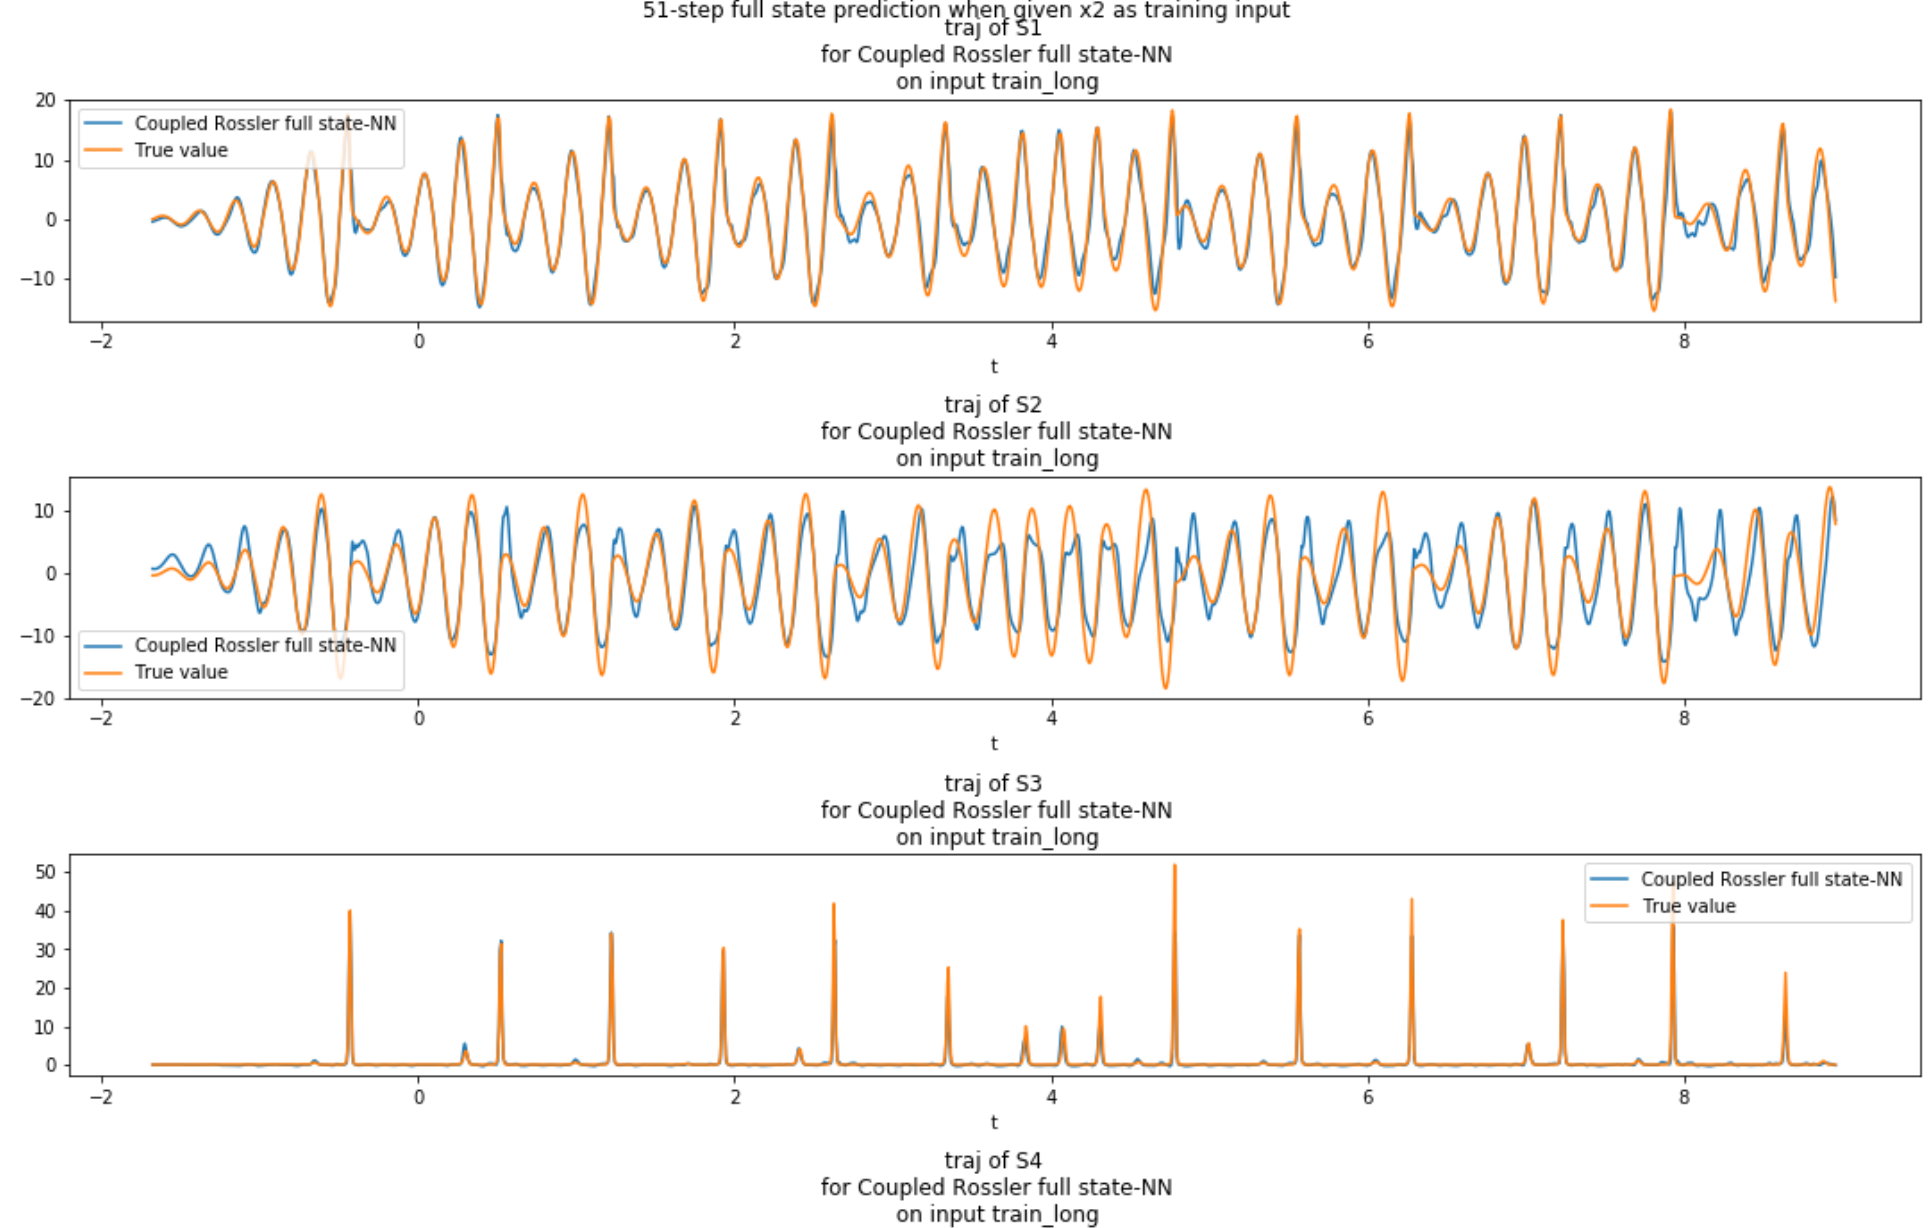 51-step full state prediction when given x2 as training input
traj of S1
for Coupled Rossler full state-NN
on input train_long
20
10
0
−10
Coupled Rossler full state-NN
True value
−2
0
2
4
6
8
t
traj of S2
for Coupled Rossler full state-NN
on input train_long
10
0
−10
−20
Coupled Rossler full state-NN
True value
−2
0
2
4
6
8
t
traj of S3
for Coupled Rossler full state-NN
on input train_long
50
40
30
20
10
0
Coupled Rossler full state-NN
True value
−2
0
2
4
6
8
t
traj of S4
for Coupled Rossler full state-NN
on input train_long